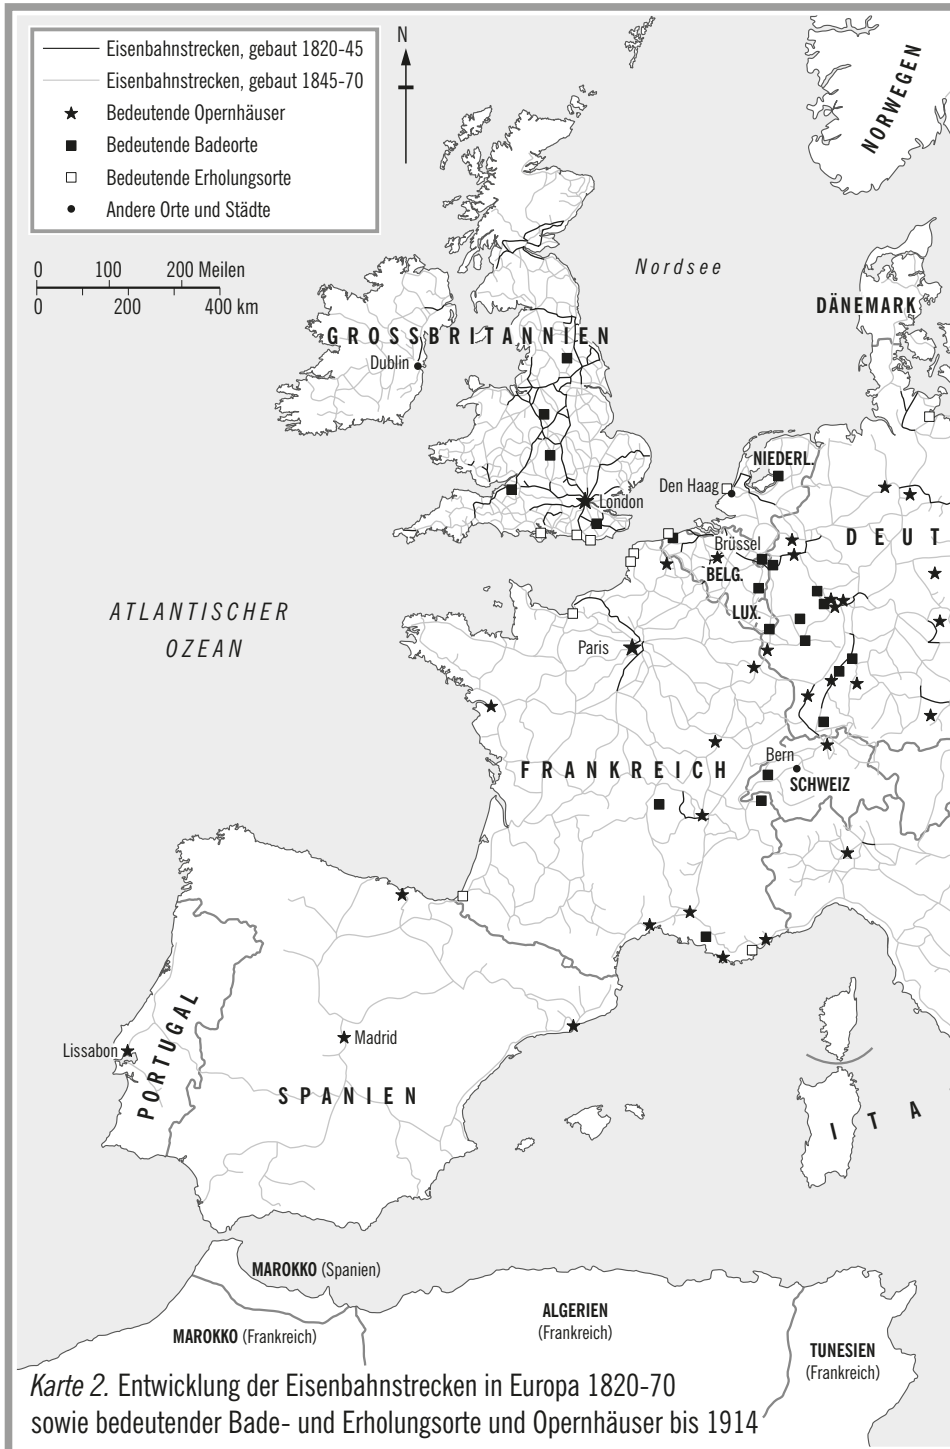 Eisenbahnstrecken, gebaut 1820-45
Eisenbahnstrecken, gebaut 1845-70
Bedeutende Opernhäuser
Bedeutende Badeorte
Bedeutende Erholungsorte
Andere Orte und Städte
N
0 100 200 Meilen
0 200 400 km
NORWEGEN
Nordsee
DÄNEMARK
GROSSBRITANNIEN
Dublin
NIEDERL.
Den Haag
London
DEUT
Brüssel
BELG.
LUX.
ATLANTISCHER
OZEAN
Paris
Bern
FRANKREICH
SCHWEIZ
PORTUGAL
Madrid
Lissabon
SPANIEN
ITA
MAROKKO (Spanien)
MAROKKO (Frankreich)
ALGERIEN
(Frankreich)
TUNESIEN
(Frankreich)
Karte 2. Entwicklung der Eisenbahnstrecken in Europa 1820-70
sowie bedeutender Bade- und Erholungsorte und Opernhäuser bis 1914